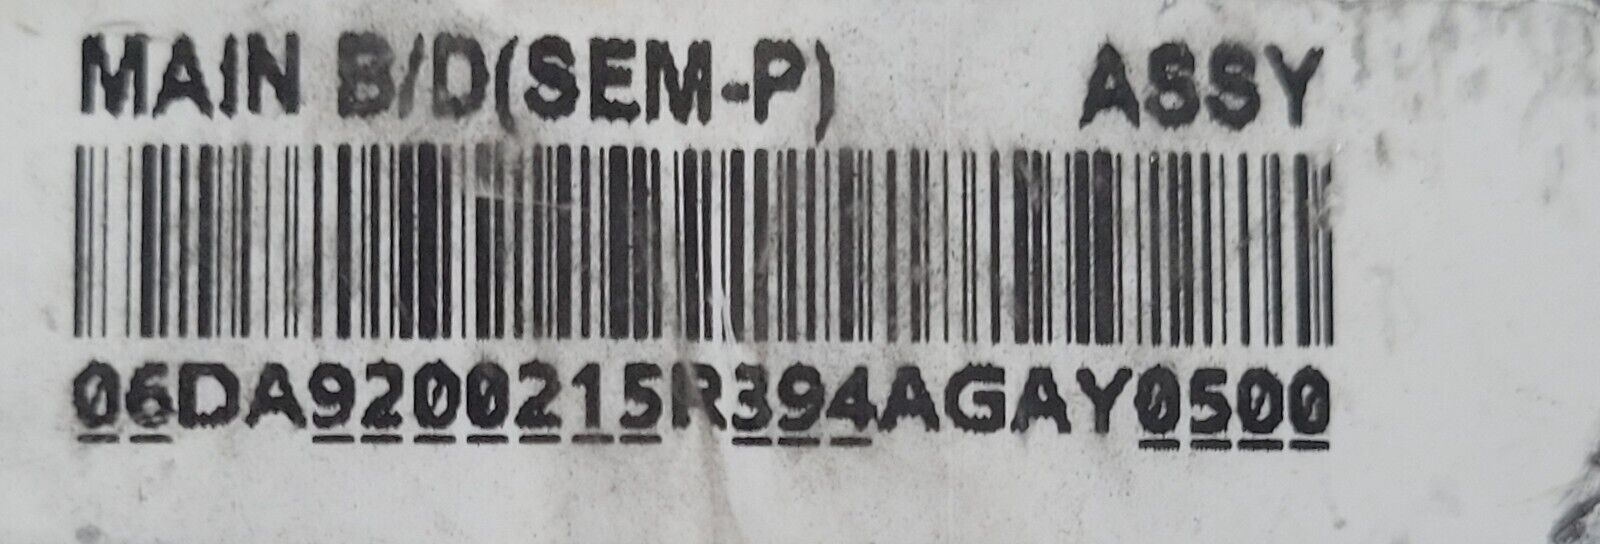 MAIN B/D(SEM-P) ASSY
06DA9200215R394AGAY0500